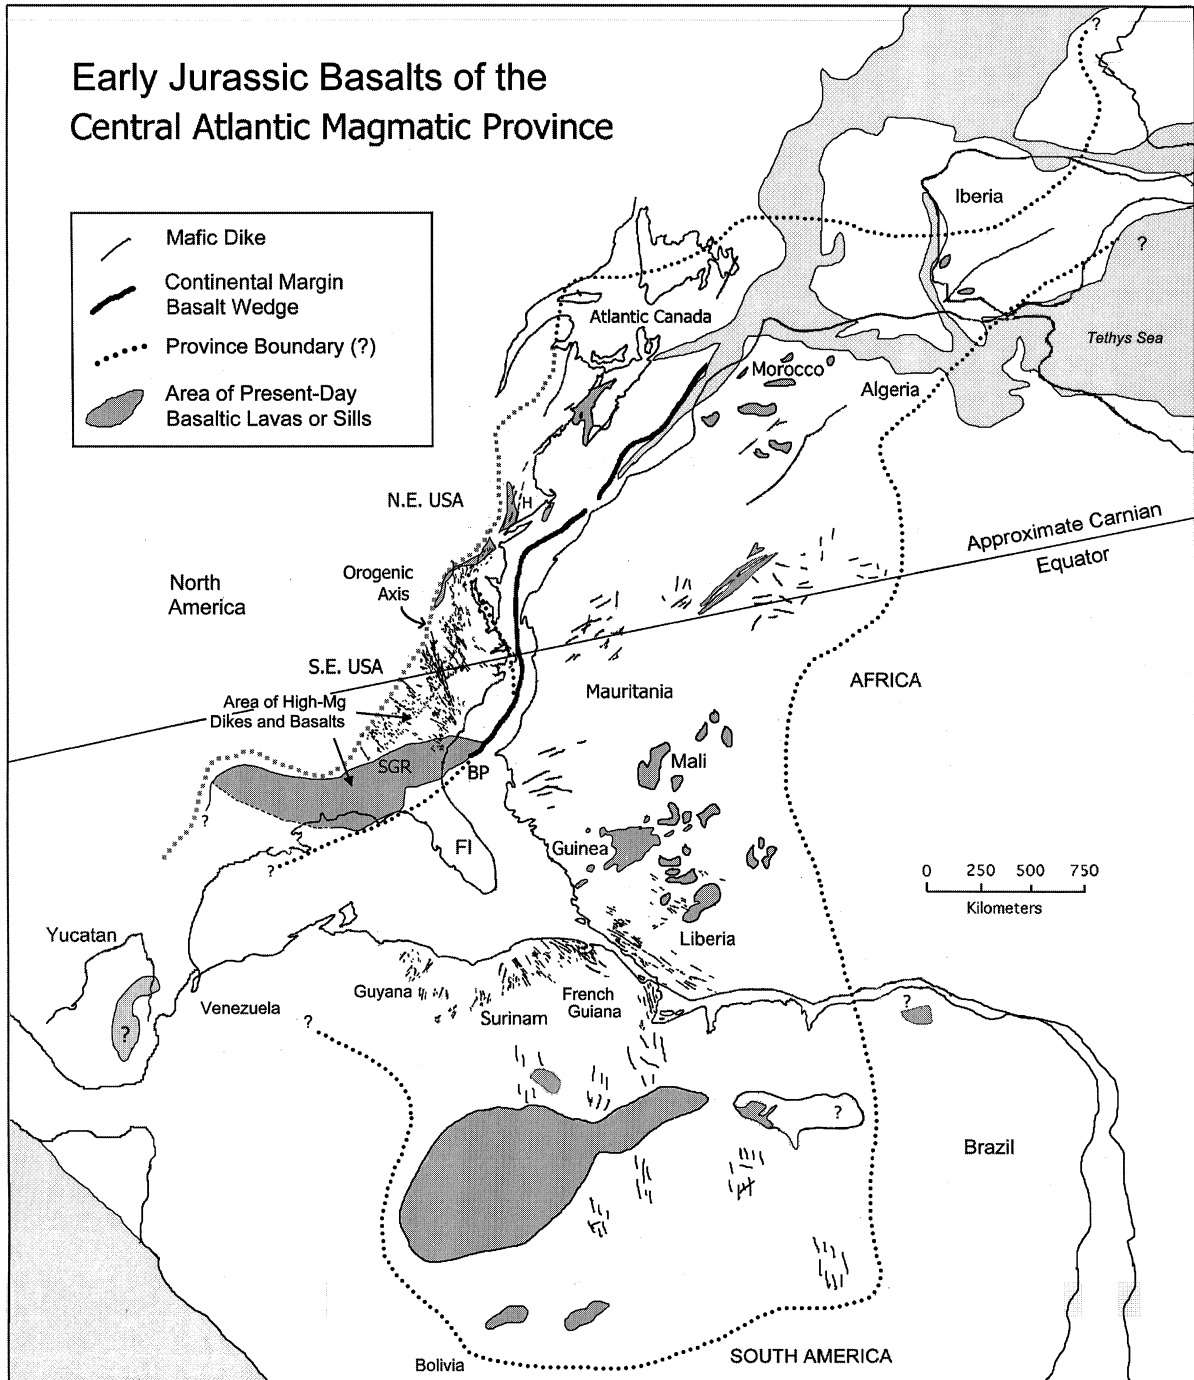 Early Jurassic Basalts of the
Central Atlantic Magmatic Province
Mafic Dike
Continental Margin
Basalt Wedge
Province Boundary (?)
Area of Present-Day
Basaltic Lavas or Sills
?
Iberia
?
Tethys Sea
Atlantic Canada
Morocco
Algeria
N.E. USA
H
Approximate Carnian
Equator
North
America
Orogenic
Axis
S.E. USA
Area of High-Mg
Dikes and Basalts
Mauritania
AFRICA
SGR
BP
Mali
?
Fl
Guinea
?
0 250 500 750
Kilometers
Yucatan
Liberia
?
Venezuela
Guyana
Surinam
French
Guiana
?
?
?
Brazil
Bolivia
SOUTH AMERICA